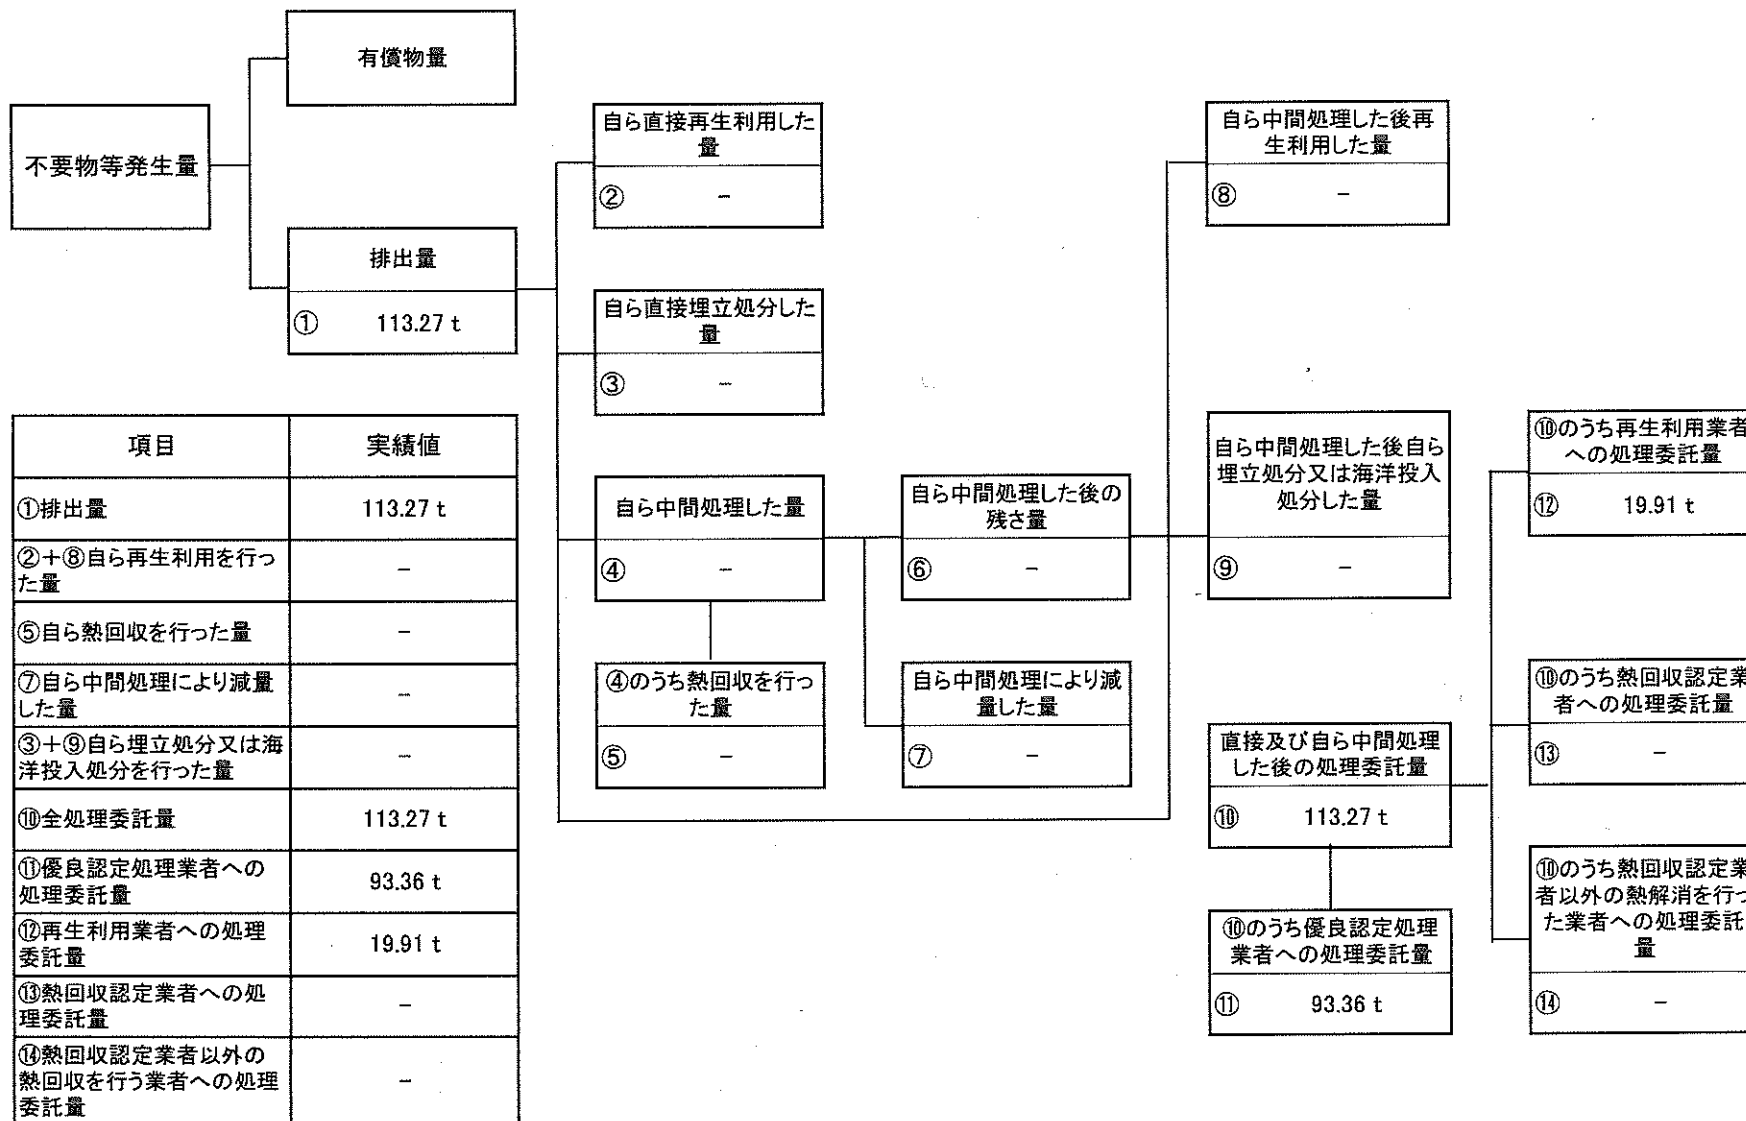 有償物量
不要物等発生量
排出量
① 113.27 t
自ら直接再生利用した
量
② －
自ら直接埋立処分した
量
③ －
自ら中間処理した量
④ －
④のうち熱回収を行っ
た量
⑤ －
自ら中間処理した後の
残さ量
⑥ －
自ら中間処理により減
量した量
⑦ －
自ら中間処理した後再
生利用した量
⑧ －
自ら中間処理した後自ら
埋立処分又は海洋投入
処分した量
⑨ －
直接及び自ら中間処理
した後の処理委託量
⑩ 113.27 t
⑩のうち優良認定処理
業者への処理委託量
⑪ 93.36 t
⑩のうち再生利用業者
への処理委託量
⑫ 19.91 t
⑩のうち熱回収認定業
者への処理委託量
⑬ －
⑩のうち熱回収認定業
者以外の熱解消を行っ
た業者への処理委託
量
⑭ －
項目 実績値
①排出量 113.27 t
②＋⑧自ら再生利用を行っ
た量 －
⑤自ら熱回収を行った量 －
⑦自ら中間処理により減量
した量 －
③＋⑨自ら埋立処分又は海
洋投入処分を行った量 －
⑩全処理委託量 113.27 t
⑪優良認定処理業者への
処理委託量 93.36 t
⑫再生利用業者への処理
委託量 19.91 t
⑬熱回収認定業者への処
理委託量 －
⑭熱回収認定業者以外の
熱回収を行う業者への処理
委託量 －